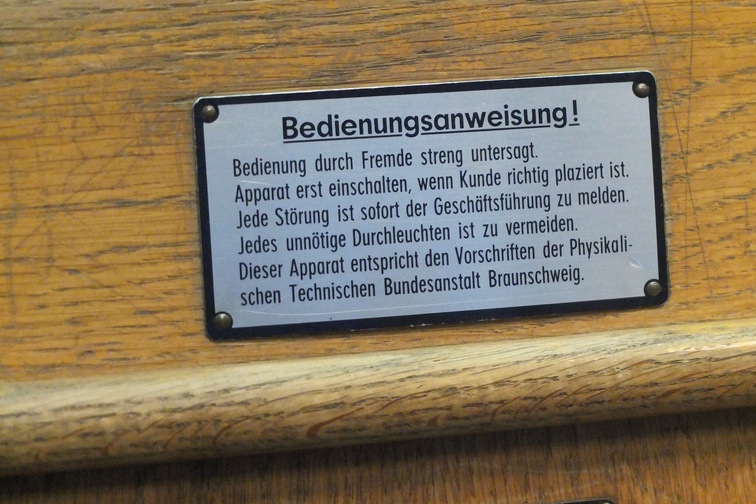 Bedienungsanweisung!
Bedienung durch Fremde streng untersagt.
Apparat erst einschalten, wenn Kunde richtig plaziert ist.
Jede Störung ist sofort der Geschäftsführung zu melden.
Jedes unnötige Durchleuchten ist zu vermeiden.
Dieser Apparat entspricht den Vorschriften der Physikali-
schen Technischen Bundesanstalt Braunschweig.